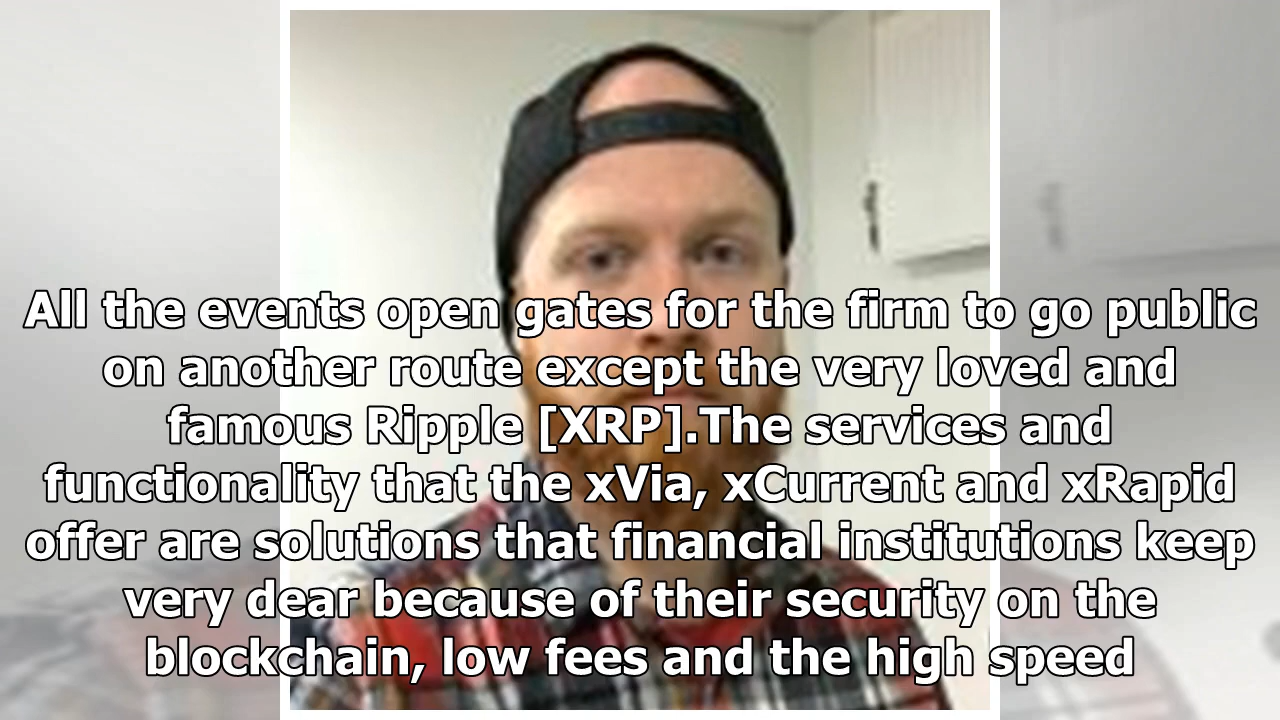 All the events open gates for the firm to go public
on another route except the very loved and
famous Ripple [XRP].The services and
functionality that the xVia, xCurrent and xRapid
offer are solutions that financial institutions keep
very dear because of their security on the
blockchain, low fees and the high speed